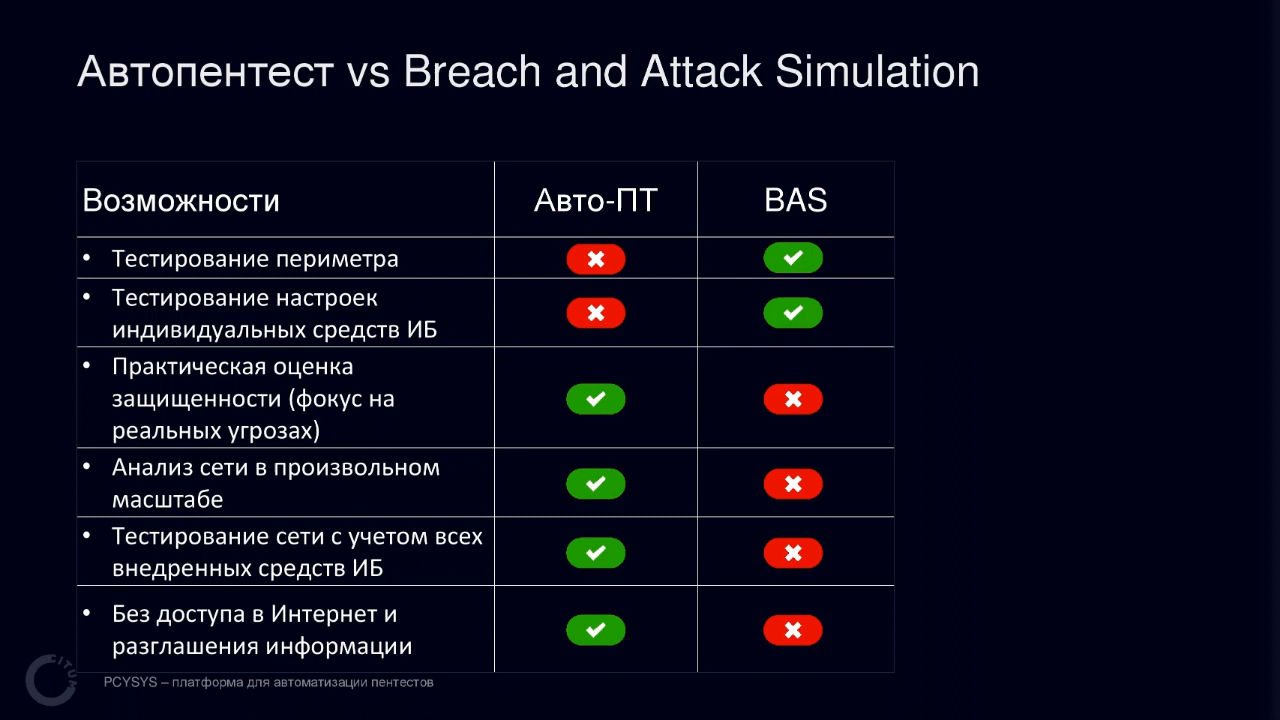 Автопентест vs Breach and Attack Simulation
Возможности
Авто-ПТ
BAS
• Тестирование периметра
• Тестирование настроек
индивидуальных средств ИБ
• Практическая оценка
защищенности (фокус на
реальных угрозах)
• Анализ сети в произвольном
масштабе
• Тестирование сети с учетом всех
внедренных средств ИБ
• Без доступа в Интернет и
разглашения информации
CITUM
PCYSYS – платформа для автоматизации пентестов